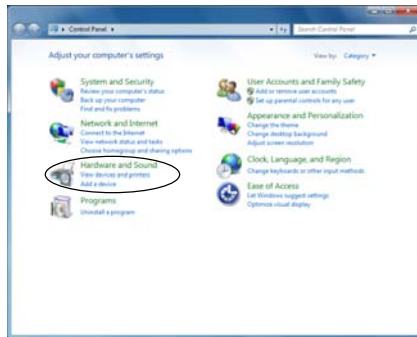 Control Panel
Search Control Panel
Adjust your computer's settings
View by: Category
System and Security
Review your computer's status
Back up your computer
Find and fix problems
Network and Internet
Connect to the Internet
View network status and tasks
Choose homegroup and sharing options
Hardware and Sound
View devices and printers
Add a device
Programs
Uninstall a program
User Accounts and Family Safety
Add or remove user accounts
Set up parental controls for any user
Appearance and Personalization
Change the theme
Change desktop background
Adjust screen resolution
Clock, Language, and Region
Change keyboards or other input methods
Ease of Access
Let Windows suggest settings
Optimize visual display